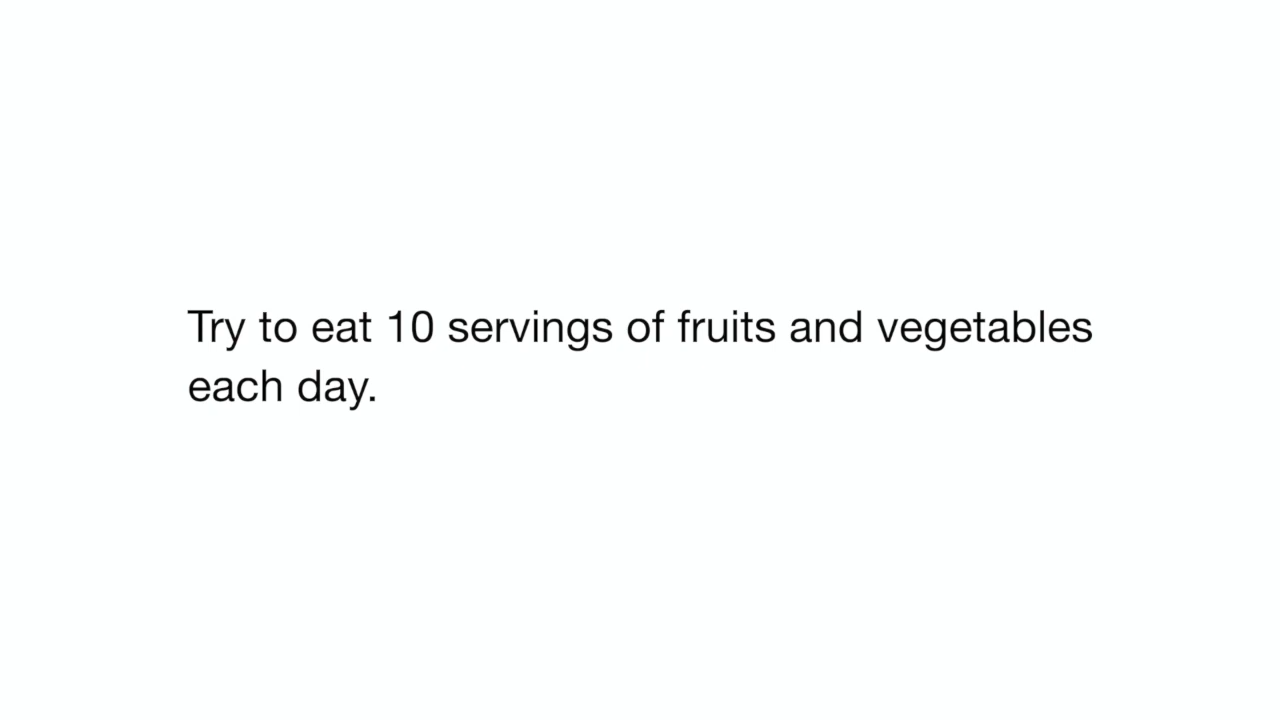 Try to eat 10 servings of fruits and vegetables
each day.